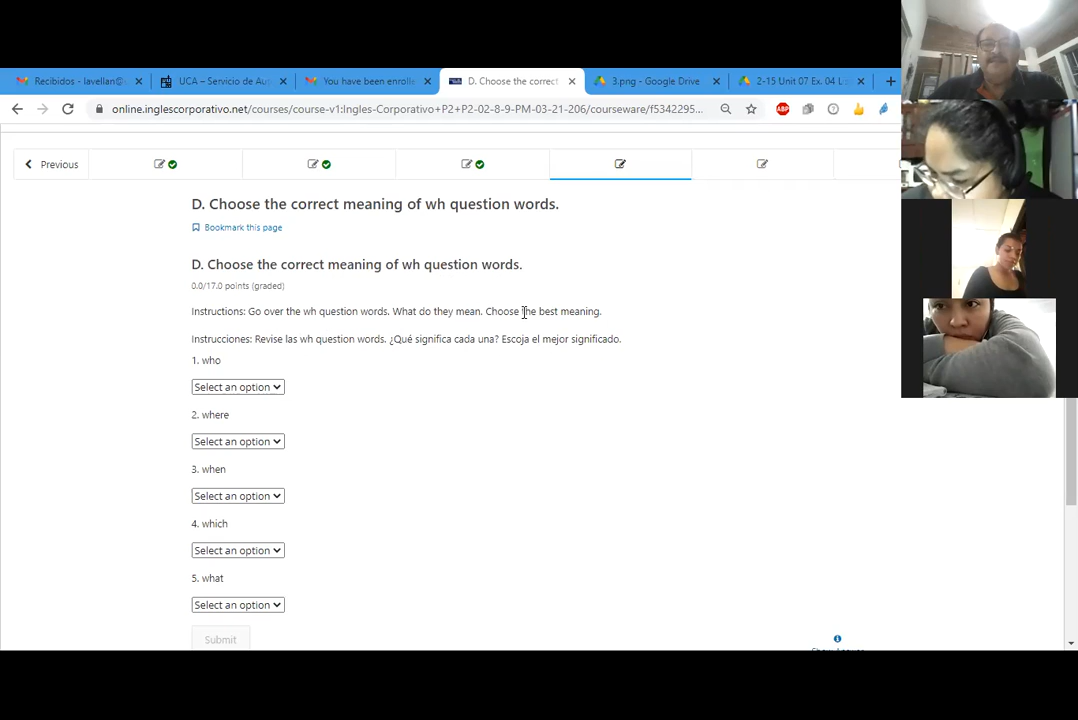 Recibidos - lavellan@u
UCA – Servicio de Au
You have been enrolle
D. Choose the correct
3.png - Google Drive
2-15 Unit 07 Ex. 04 L
online.inglescorporativo.net/courses/course-v1:Ingles-Corporativo+P2+P2-02-8-9-PM-03-21-206/courseware/f5342295...
ABP
Previous
D. Choose the correct meaning of wh question words.
Bookmark this page
D. Choose the correct meaning of wh question words.
0.0/17.0 points (graded)
Instructions: Go over the wh question words. What do they mean. Choose the best meaning.
Instrucciones: Revise las wh question words. ¿Qué significa cada una? Escoja el mejor significado.
1. who
Select an option
2. where
Select an option
3. when
Select an option
4. which
Select an option
5. what
Select an option
Submit
Show Answer